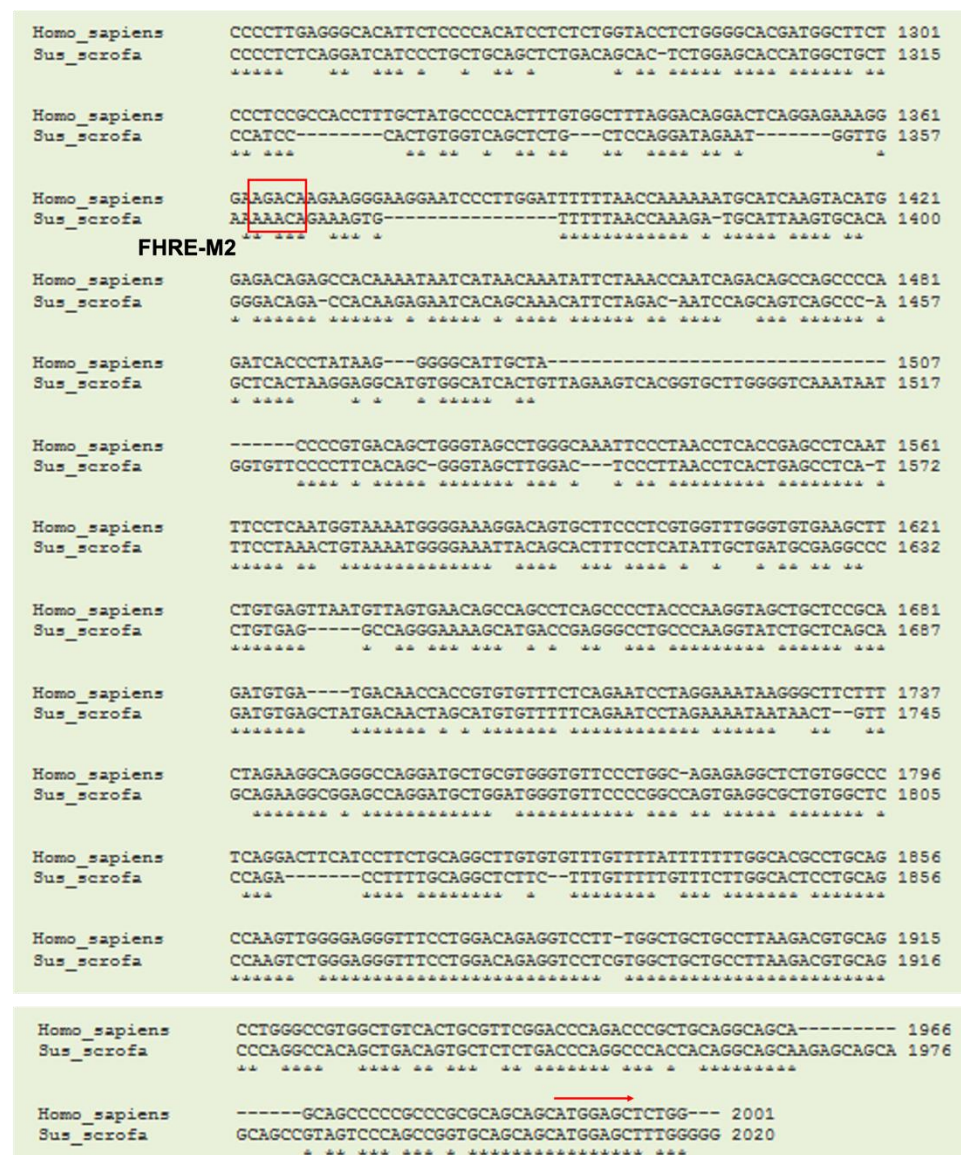 Homo_sapiens CCCCTTGAGGGCACATTCTCCCCACATCCTCTCTGGTACCTCTGGGGCACGATGGCTTCT 1301
Sus_scrofa CCCCTCTCAGGATCATCCCTGCTGCAGCTCTGACAGCAC-TCTGGAGCACCATGGCTGCT 1315
Homo_sapiens CCCTCCGCCACCTTTGCTATGCCCCACTTTGTGGCTTTAGGACAGGACTCAGGAGAAAGG 1361
Sus_scrofa CCATCC--------CACTGTGGTCAGCTCTG---CTCCAGGATAGAAT-------GGTTG 1357
Homo_sapiens GAAGACAAGAAGGGAAGGAATCCCTTGGATTTTTTAACCAAAAAATGCATCAAGTACATG 1421
Sus_scrofa AAAAACAGAAAGTG----------------TTTTTAACCAAAGA-TGCATTAAGTGCACA 1400
FHRE-M2
Homo_sapiens GAGACAGAGCCACAAAATAATCATAACAAATATTCTAAACCAATCAGACAGCCAGCCCCA 1481
Sus_scrofa GGGACAGA-CCACAAGAGAATCACAGCAAACATTCTAGAC-AATCCAGCAGTCAGCCC-A 1457
Homo_sapiens GATCACCCTATAAG---GGGGCATTGCTA------------------------------- 1507
Sus_scrofa GCTCACTAAGGAGGCATGTGGCATCACTGTTAGAAGTCACGGTGCTTGGGGTCAAATAAT 1517
Homo_sapiens ------CCCCGTGACAGCTGGGTAGCCTGGGCAAATTCCCTAACCTCACCGAGCCTCAAT 1561
Sus_scrofa GGTGTTCCCCTTCACAGC-GGGTAGCTTGGAC---TCCCTTAACCTCACTGAGCCTCA-T 1572
Homo_sapiens TTCCTCAATGGTAAAATGGGGAAAGGACAGTGCTTCCCTCGTGGTTTGGGTGTGAAGCTT 1621
Sus_scrofa TTCCTAAACTGTAAAATGGGGAAATTACAGCACTTTCCTCATATTGCTGATGCGAGGCCC 1632
Homo_sapiens CTGTGAGTTAATGTTAGTGAACAGCCAGCCTCAGCCCCTACCCAAGGTAGCTGCTCCGCA 1681
Sus_scrofa CTGTGAG-----GCCAGGGAAAAGCATGACCGAGGGCCTGCCCAAGGTATCTGCTCAGCA 1687
Homo_sapiens GATGTGA----TGACAACCACCGTGTGTTTCTCAGAATCCTAGGAAATAAGGGCTTCTTT 1737
Sus_scrofa GATGTGAGCTATGACAACTAGCATGTGTTTTTCAGAATCCTAGAAAATAATAACT--GTT 1745
Homo_sapiens CTAGAAGGCAGGGCCAGGATGCTGCGTGGGTGTTCCCTGGC-AGAGAGGCTCTGTGGCCC 1796
Sus_scrofa GCAGAAGGCGGAGCCAGGATGCTGGATGGGTGTTCCCCGGCCAGTGAGGCGCTGTGGCTC 1805
Homo_sapiens TCAGGACTTCATCCTTCTGCAGGCTTGTGTGTTTGTTTTATTTTTTTGGCACGCCTGCAG 1856
Sus_scrofa CCAGA-------CCTTTTGCAGGCTCTTC--TTTGTTTTTGTTTCTTGGCACTCCTGCAG 1856
Homo_sapiens CCAAGTTGGGGAGGGTTTCCTGGACAGAGGTCCTT-TGGCTGCTGCCTTAAGACGTGCAG 1915
Sus_scrofa CCAAGTCTGGGAGGGTTTCCTGGACAGAGGTCCTCGTGGCTGCTGCCTTAAGACGTGCAG 1916
Homo_sapiens CCTGGGCCGTGGCTGTCACTGCGTTCGGACCCAGACCCGCTGCAGGCAGCA--------- 1966
Sus_scrofa CCCAGGCCACAGCTGACAGTGCTCTCTGACCCAGGCCCACCACAGGCAGCAAGAGCAGCA 1976
Homo_sapiens ------GCAGCCCCCGCCCGCGCAGCAGCATGGAGCTCTGG--- 2001
Sus_scrofa GCAGCCGTAGTCCCAGCCGGTGCAGCAGCATGGAGCTTTGGGGG 2020